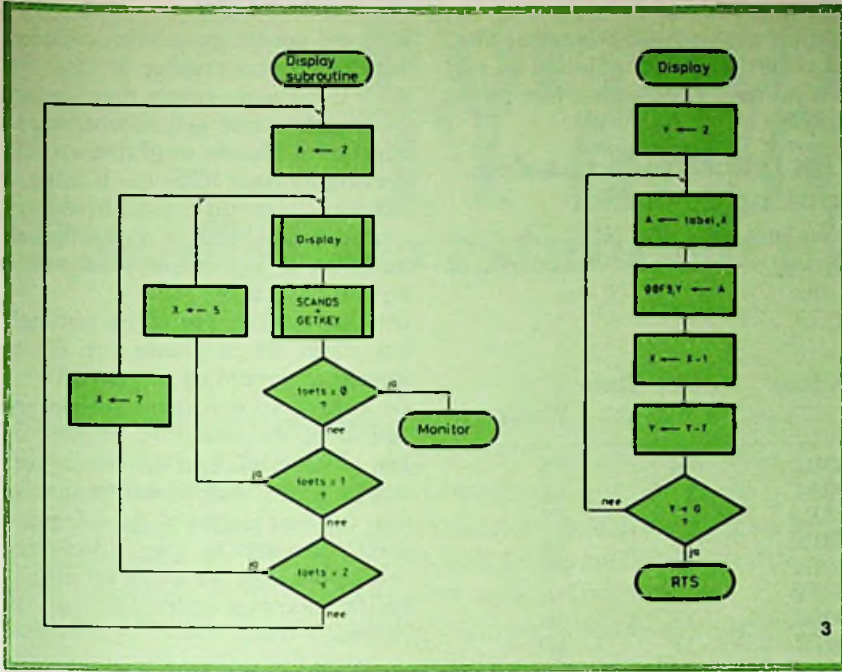 Display
subroutine
X ← 2
Display
SCANDS
+
GETKEY
X ← 5
X ← 7
toets = 0
?
ja
nee
Monitor
toets = 1
?
ja
nee
toets = 2
?
ja
nee
Display
Y ← 2
A ← label,X
00F9,Y ← A
X ← X-1
Y ← Y-1
Y < 0
?
nee
ja
RTS
3